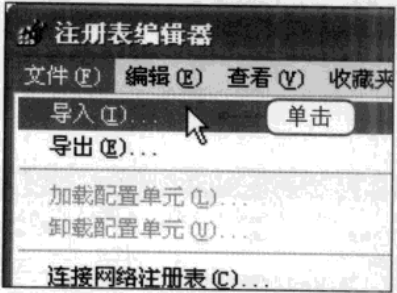 注册表编辑器
文件(F) 编辑(E) 查看(V) 收藏夹
导入(I)... 单击
导出(E)...
加载配置单元(L)...
卸载配置单元(U)...
连接网络注册表(C)...